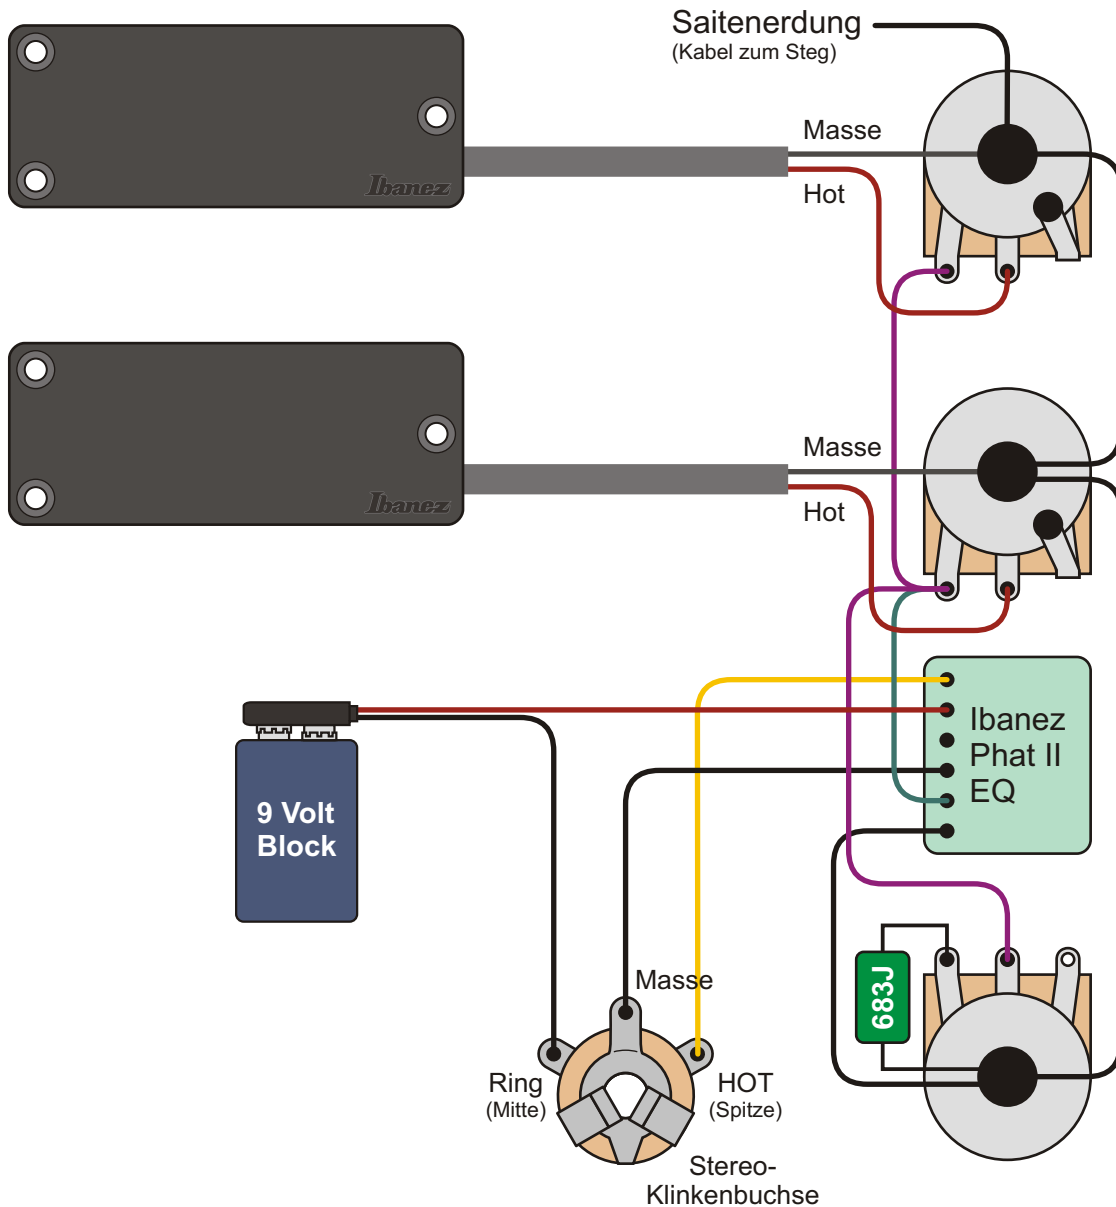 Saitenerdung
(Kabel zum Steg)
Masse
Hot
Ibanez
Masse
Hot
Ibanez
Ibanez
Phat II
EQ
9 Volt
Block
683J
Masse
Ring
(Mitte)
HOT
(Spitze)
Stereo-
Klinkenbuchse